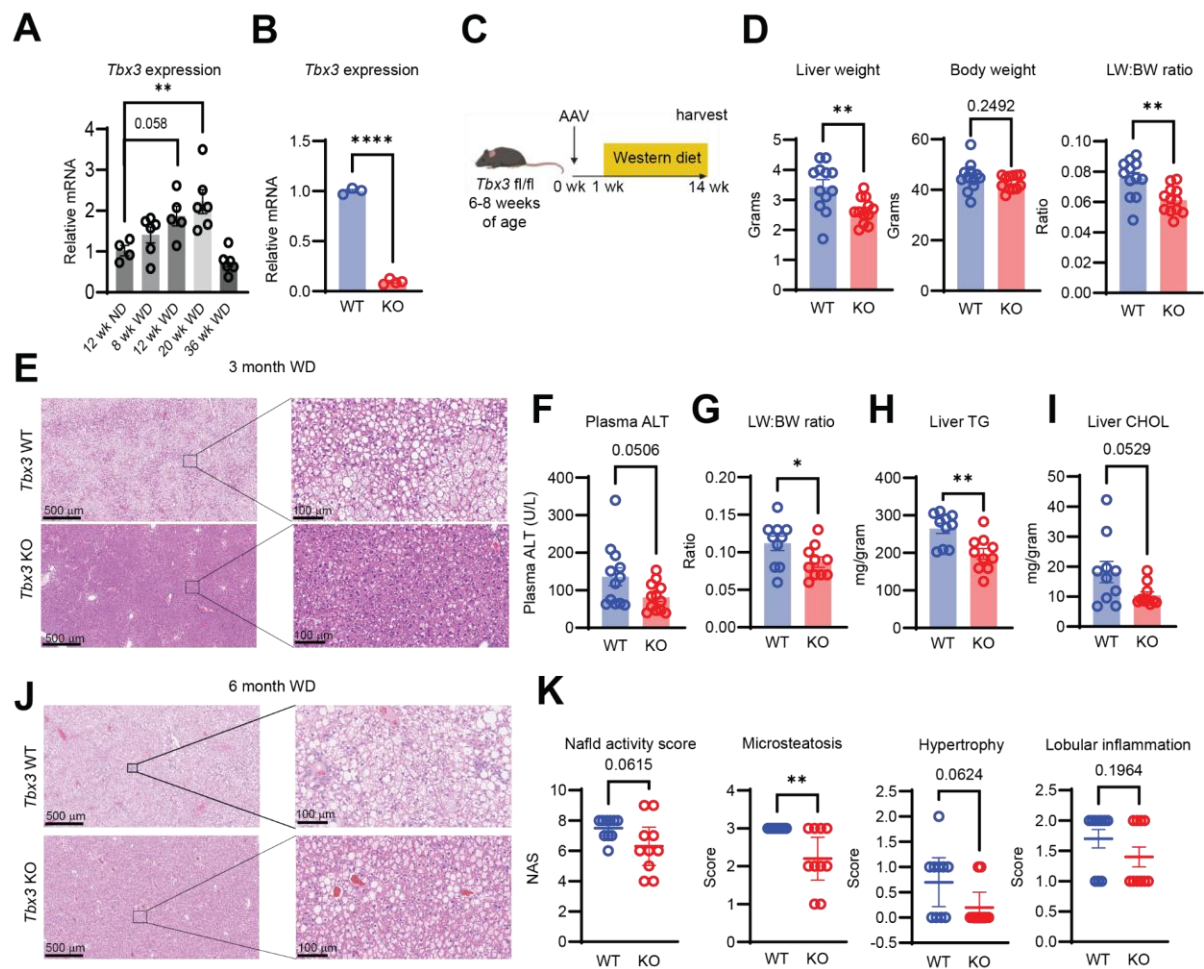 A
Tbx3 expression
**
0.058
Relative mRNA
4
3
2
1
0
12 wk ND
8 wk WD
12 wk WD
20 wk WD
36 wk WD
B
Tbx3 expression
****
Relative mRNA
1.5
1.0
0.5
0.0
WT
KO
C
AAV
harvest
Western diet
Tbx3 fl/fl
6-8 weeks
of age
0 wk
1 wk
14 wk
D
Liver weight
**
Grams
6
5
4
3
2
1
0
WT
KO
Body weight
0.2492
Grams
60
40
20
0
WT
KO
LW:BW ratio
**
Ratio
0.10
0.08
0.06
0.04
0.02
0.00
WT
KO
E
3 month WD
Tbx3 WT
500 µm
100 µm
Tbx3 KO
500 µm
100 µm
F
Plasma ALT
0.0506
Plasma ALT (U/L)
400
300
200
100
0
WT
KO
G
LW:BW ratio
*
Ratio
0.20
0.15
0.10
0.05
0.00
WT
KO
H
Liver TG
**
mg/gram
400
300
200
100
0
WT
KO
I
Liver CHOL
0.0529
mg/gram
60
40
20
0
WT
KO
J
6 month WD
Tbx3 WT
500 µm
100 µm
Tbx3 KO
500 µm
100 µm
K
Nafld activity score
0.0615
NAS
10
8
6
4
2
0
WT
KO
Microsteatosis
**
Score
4
3
2
1
0
WT
KO
Hypertrophy
0.0624
Score
2.5
2.0
1.5
1.0
0.5
0.0
-0.5
WT
KO
Lobular inflammation
0.1964
Score
2.5
2.0
1.5
1.0
0.5
0.0
WT
KO